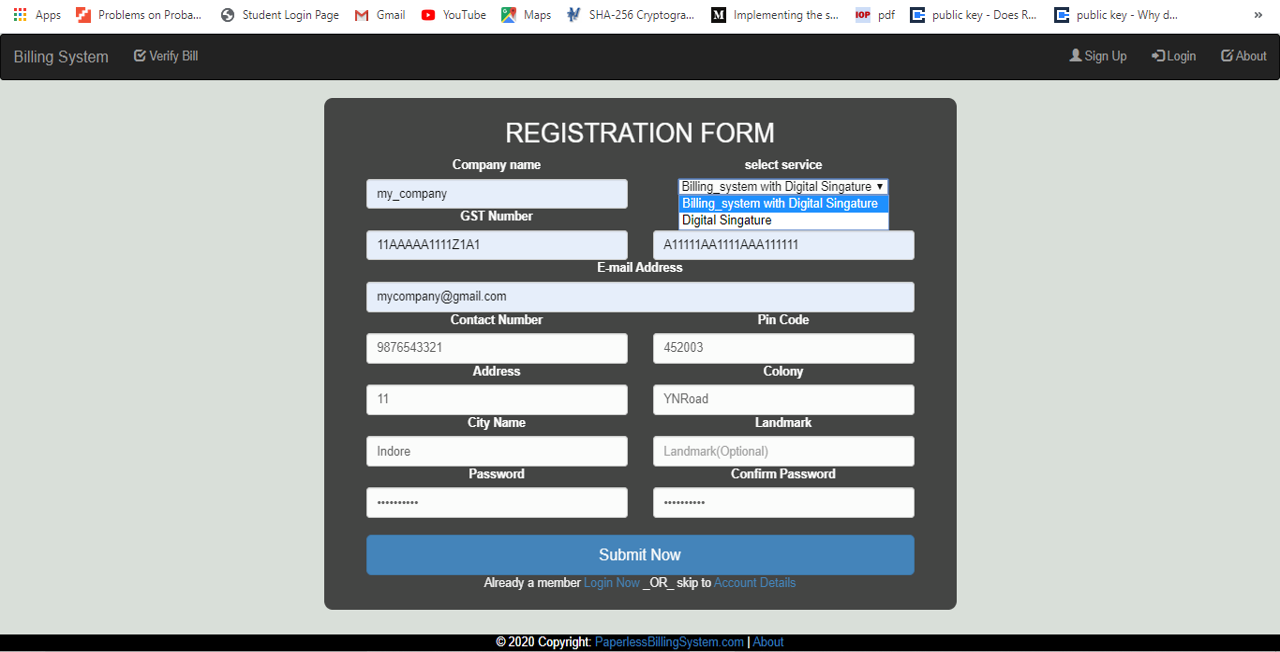 Apps Problems on Proba... Student Login Page Gmail YouTube Maps SHA-256 Cryptogra... M Implementing the s... IOP pdf public key - Does R... public key - Why d... »
Billing System Verify Bill Sign Up Login About
REGISTRATION FORM
Company name select service
my_company Billing_system with Digital Singature
Billing_system with Digital Singature
GST Number Digital Singature
11AAAAA1111Z1A1 A11111AA1111AAA111111
E-mail Address
mycompany@gmail.com
Contact Number Pin Code
9876543321 452003
Address Colony
11 YNRoad
City Name Landmark
Indore Landmark(Optional)
Password Confirm Password
•••••••••• ••••••••••
Submit Now
Already a member Login Now _OR_ skip to Account Details
© 2020 Copyright: PaperlessBillingSystem.com | About